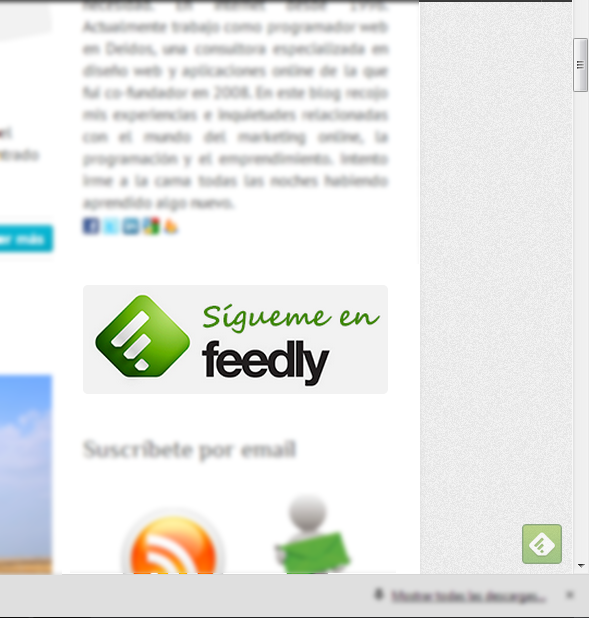 necesidad. En Internet desde 1996.
Actualmente trabajo como programador web
en Deidos, una consultora especializada en
diseño web y aplicaciones online de la que
fui co-fundador en 2008. En este blog recojo
mis experiencias e inquietudes relacionadas
con el mundo del marketing online, la
programación y el emprendimiento. Intento
irme a la cama todas las noches habiendo
aprendido algo nuevo.
más
Sígueme en
feedly
Suscríbete por email
Mostrar todas las descargas...